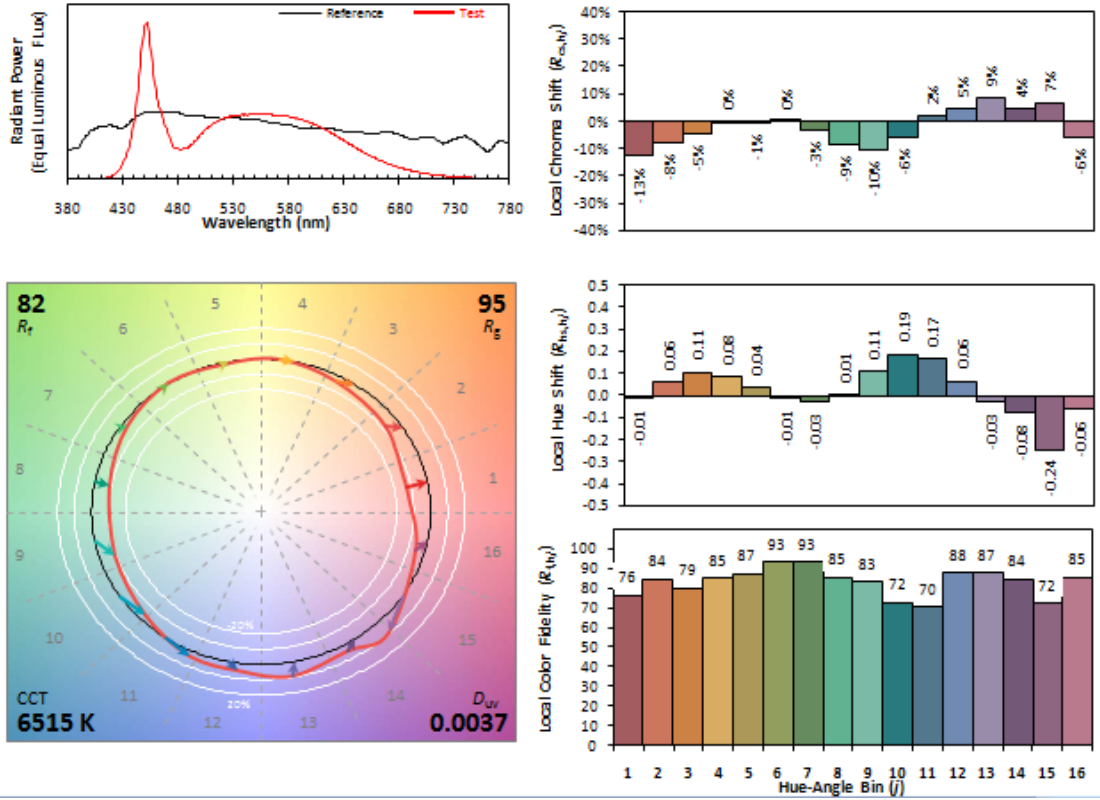 Reference Test
Radiant Power
(Equal Luminous Flux)
380 430 480 530 580 630 680 730 780
Wavelength (nm)
Local Chroma Shift (Rcs,hj)
40%
30%
20%
10%
0%
-10%
-20%
-30%
-40%
-13% -8% -5% 0% -1% 0% -3% -9% -10% -6% 2% 5% 9% 4% 7% -6%
82
Rf
95
Rg
5 4
6 3
7 2
8 1
9 16
10 15
11 14
12 13
-20%
20%
CCT
6515 K
Duv
0.0037
Local Hue Shift (Rhs,hj)
0.5
0.4
0.3
0.2
0.1
0.0
-0.1
-0.2
-0.3
-0.4
-0.5
-0.01 0.06 0.11 0.08 0.04 -0.01 -0.03 0.01 0.11 0.19 0.17 0.06 -0.03 -0.08 -0.24 -0.06
Local Color Fidelity (Rf,hj)
100
90
80
70
60
50
40
30
20
10
0
76 84 79 85 87 93 93 85 83 72 70 88 87 84 72 85
1 2 3 4 5 6 7 8 9 10 11 12 13 14 15 16
Hue-Angle Bin (j)